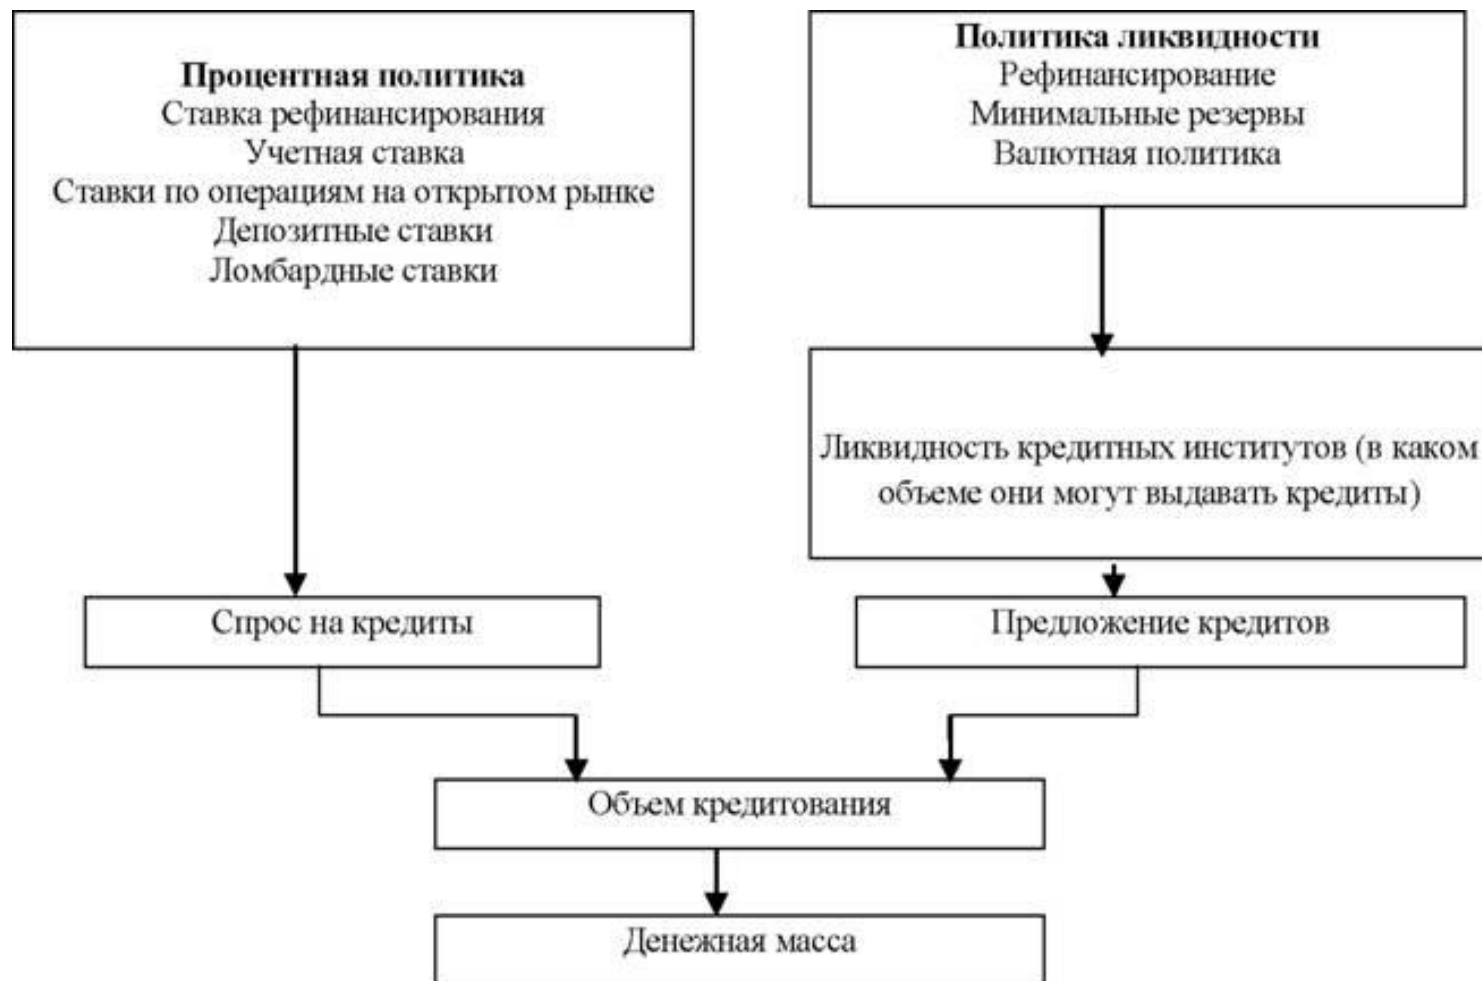 Процентная политика
Ставка рефинансирования
Учетная ставка
Ставки по операциям на открытом рынке
Депозитные ставки
Ломбардные ставки
Политика ликвидности
Рефинансирование
Минимальные резервы
Валютная политика
Ликвидность кредитных институтов (в каком
объеме они могут выдавать кредиты)
Спрос на кредиты
Предложение кредитов
Объем кредитования
Денежная масса